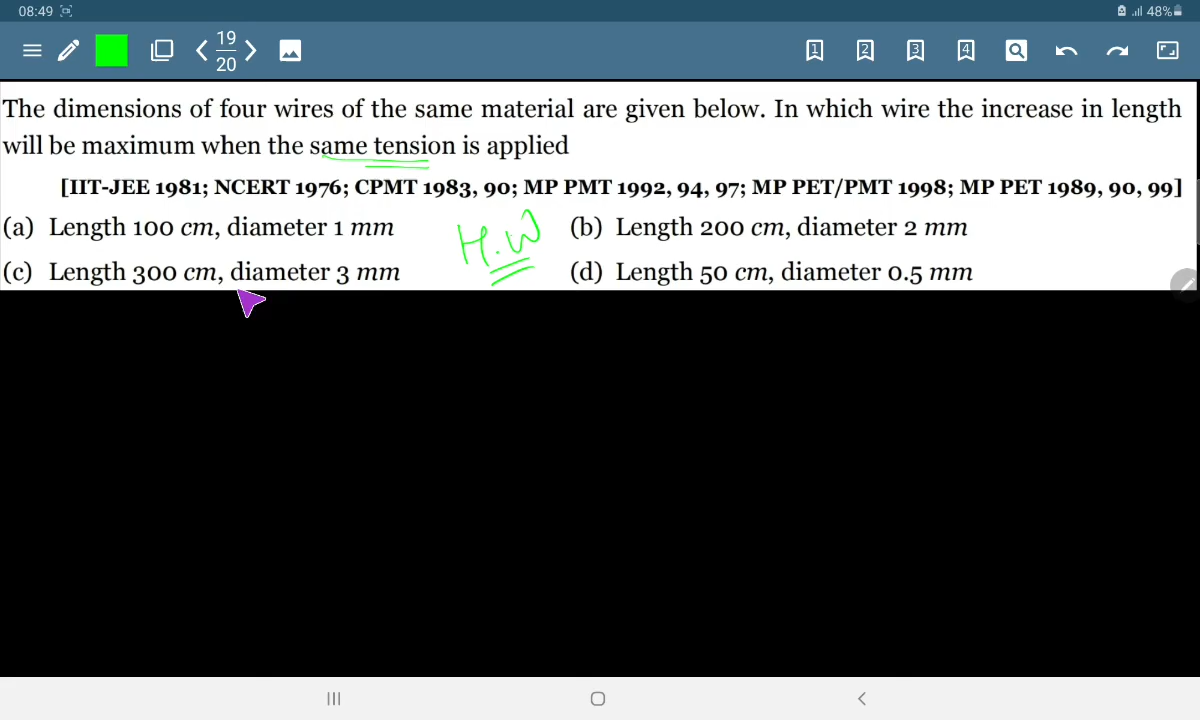 08:49
48%
19
20
1
2
3
4
The dimensions of four wires of the same material are given below. In which wire the increase in length
will be maximum when the same tension is applied
[IIT-JEE 1981; NCERT 1976; CPMT 1983, 90; MP PMT 1992, 94, 97; MP PET/PMT 1998; MP PET 1989, 90, 99]
(a) Length 100 cm, diameter 1 mm
(b) Length 200 cm, diameter 2 mm
H.W
(c) Length 300 cm, diameter 3 mm
(d) Length 50 cm, diameter 0.5 mm